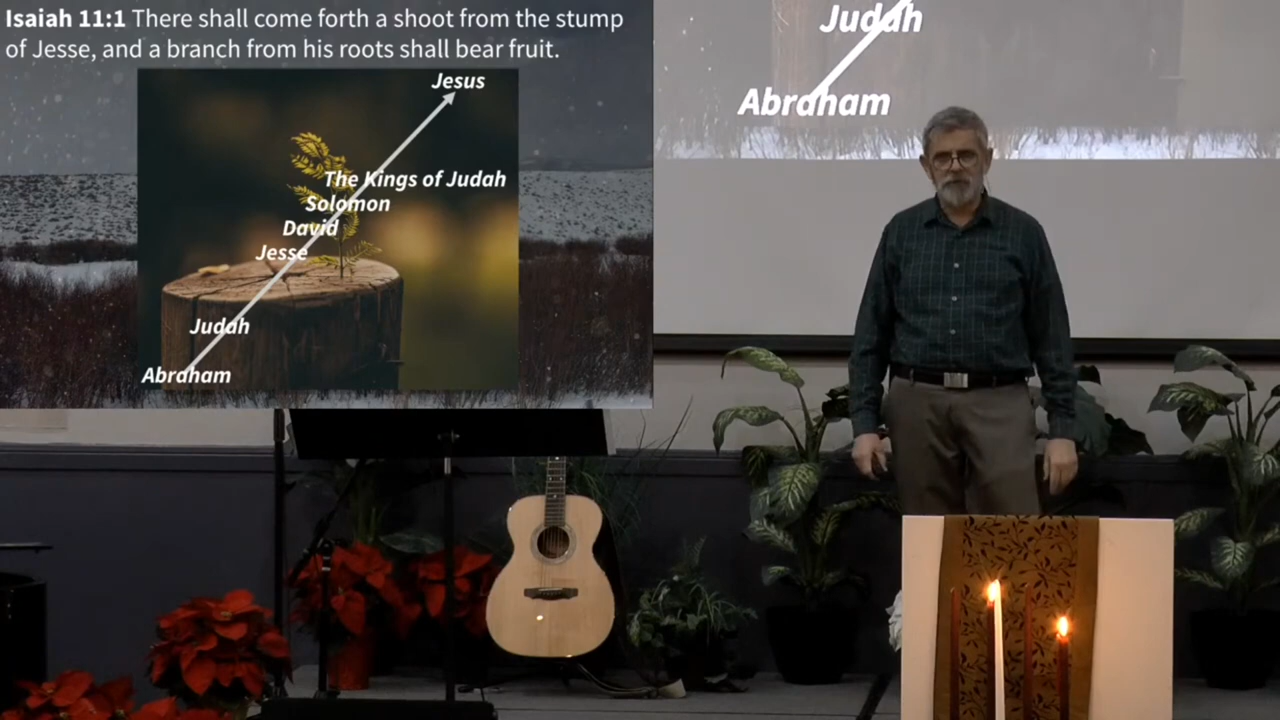 Isaiah 11:1 There shall come forth a shoot from the stump
of Jesse, and a branch from his roots shall bear fruit.
Jesus
The Kings of Judah
Solomon
David
Jesse
Judah
Abraham
Judah
Abraham